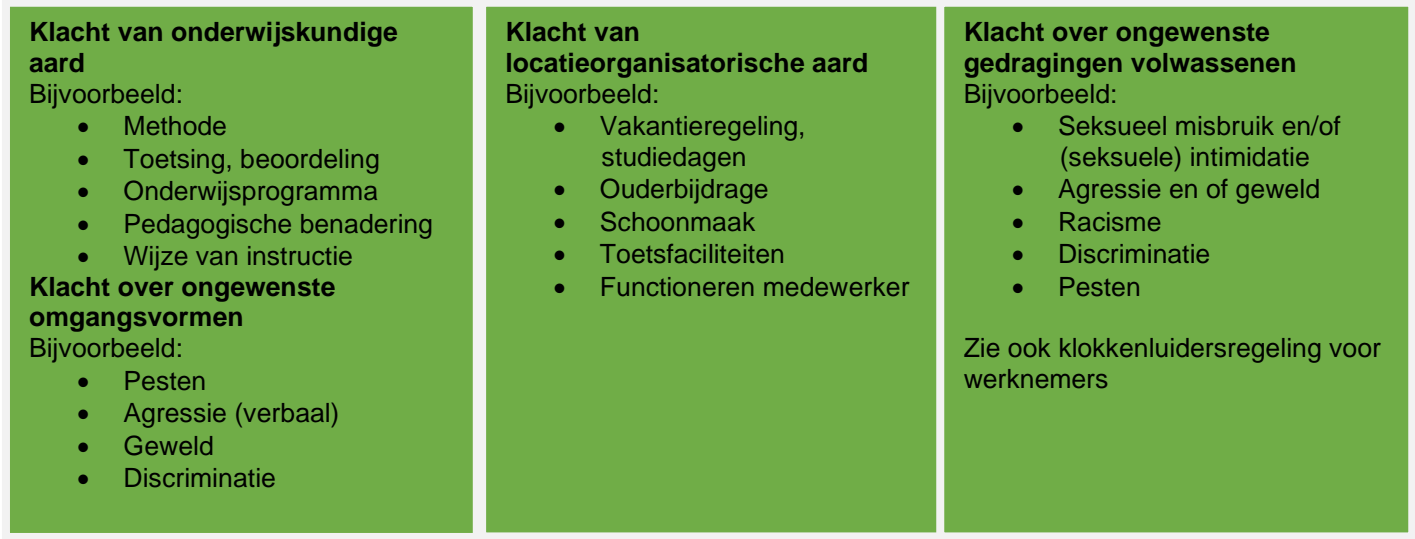 Klacht van onderwijskundige
aard
Bijvoorbeeld:
• Methode
• Toetsing, beoordeling
• Onderwijsprogramma
• Pedagogische benadering
• Wijze van instructie
Klacht over ongewenste
omgangsvormen
Bijvoorbeeld:
• Pesten
• Agressie (verbaal)
• Geweld
• Discriminatie
Klacht van
locatieorganisatorische aard
Bijvoorbeeld:
• Vakantieregeling,
studiedagen
• Ouderbijdrage
• Schoonmaak
• Toetsfaciliteiten
• Functioneren medewerker
Klacht over ongewenste
gedragingen volwassenen
Bijvoorbeeld:
• Seksueel misbruik en/of
(seksuele) intimidatie
• Agressie en of geweld
• Racisme
• Discriminatie
• Pesten
Zie ook klokkenluidersregeling voor
werknemers